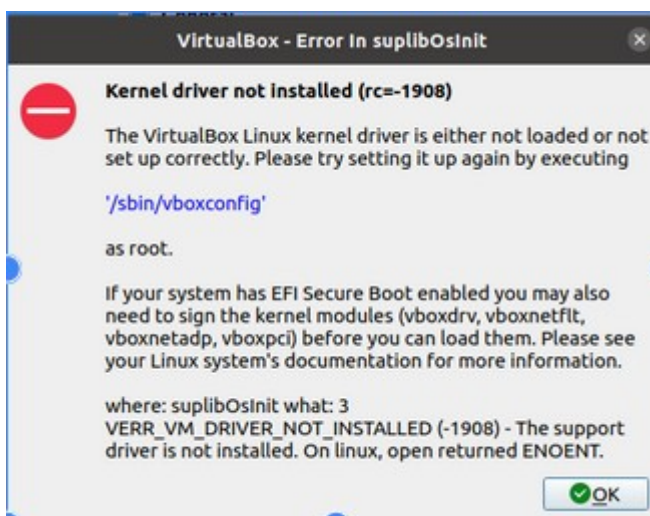 VirtualBox - Error In suplibOsInit
Kernel driver not installed (rc=-1908)
The VirtualBox Linux kernel driver is either not loaded or not
set up correctly. Please try setting it up again by executing
'/sbin/vboxconfig'
as root.
If your system has EFI Secure Boot enabled you may also
need to sign the kernel modules (vboxdrv, vboxnetflt,
vboxnetadp, vboxpci) before you can load them. Please see
your Linux system's documentation for more information.
where: suplibOsInit what: 3
VERR_VM_DRIVER_NOT_INSTALLED (-1908) - The support
driver is not installed. On linux, open returned ENOENT.
OK